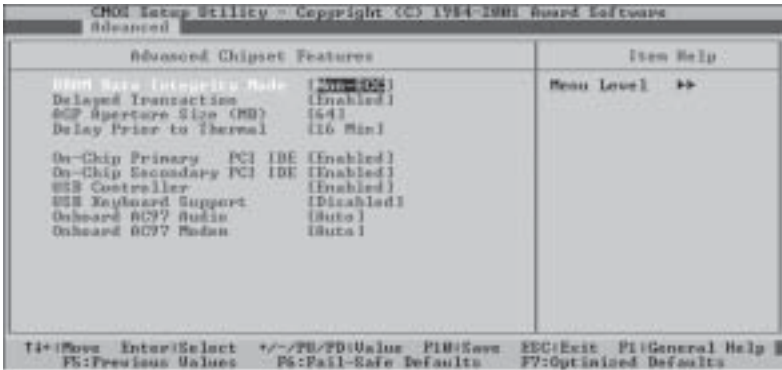 CMOS Setup Utility - Copyright (C) 1984-2001 Award Software
Advanced
Advanced Chipset Features
Item Help
DRAM Data Integrity Mode [Non-ECC]
Menu Level ▸▸
Delayed Transaction [Enabled]
AGP Aperture Size (MB) [64]
Delay Prior to Thermal [16 Min]
On-Chip Primary PCI IDE [Enabled]
On-Chip Secondary PCI IDE [Enabled]
USB Controller [Enabled]
USB Keyboard Support [Disabled]
Onboard AC97 Audio [Auto]
Onboard AC97 Modem [Auto]
↑↓←:Move Enter:Select +/-/PU/PD:Value F10:Save ESC:Exit F1:General Help
F5:Previous Values F6:Fail-Safe Defaults F7:Optimized Defaults